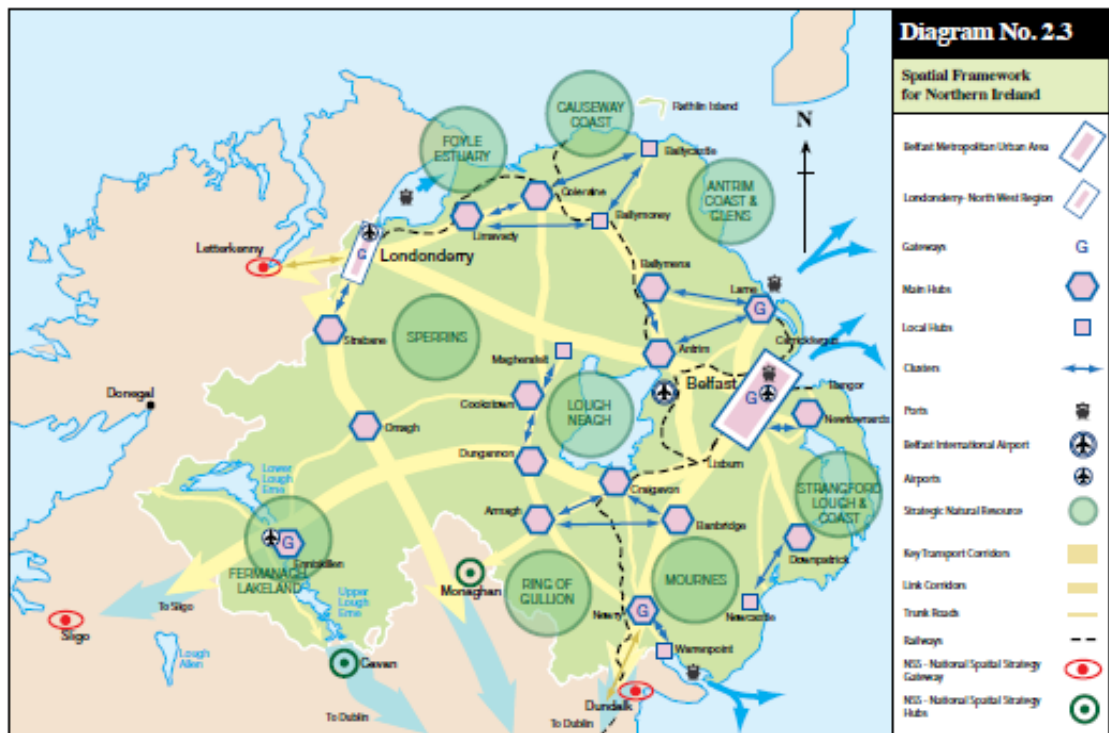 Diagram No. 2.3
Spatial Framework
for Northern Ireland
Belfast Metropolitan Urban Area
Londonderry - North West Region
Gateways
G
Main Hubs
Local Hubs
Clusters
Ports
Belfast International Airport
Airports
Strategic Natural Resource
Key Transport Corridors
Link Corridors
Trunk Roads
Railways
NSS - National Spatial Strategy
Gateway
NSS - National Spatial Strategy
Hubs
N
CAUSEWAY
COAST
Rathlin Island
FOYLE
ESTUARY
Ballycastle
ANTRIM
COAST &
GLENS
Coleraine
Ballymoney
Limavady
Letterkenny
G
Londonderry
Ballymena
Larne
G
Strabane
SPERRINS
Magherafelt
Antrim
Carrickfergus
Belfast
G
Bangor
Donegal
Cookstown
LOUGH
NEAGH
Newtownards
Omagh
Dungannon
Lisburn
Lower
Lough
Erne
Craigavon
STRANGFORD
LOUGH &
COAST
Armagh
Banbridge
G
Enniskillen
FERMANAGH
LAKELAND
Downpatrick
Monaghan
RING OF
GULLION
MOURNES
To Sligo
Upper
Lough
Erne
Newry
G
Newcastle
Sligo
Lough
Allen
Cavan
Warrenpoint
Dundalk
To Dublin
To Dublin